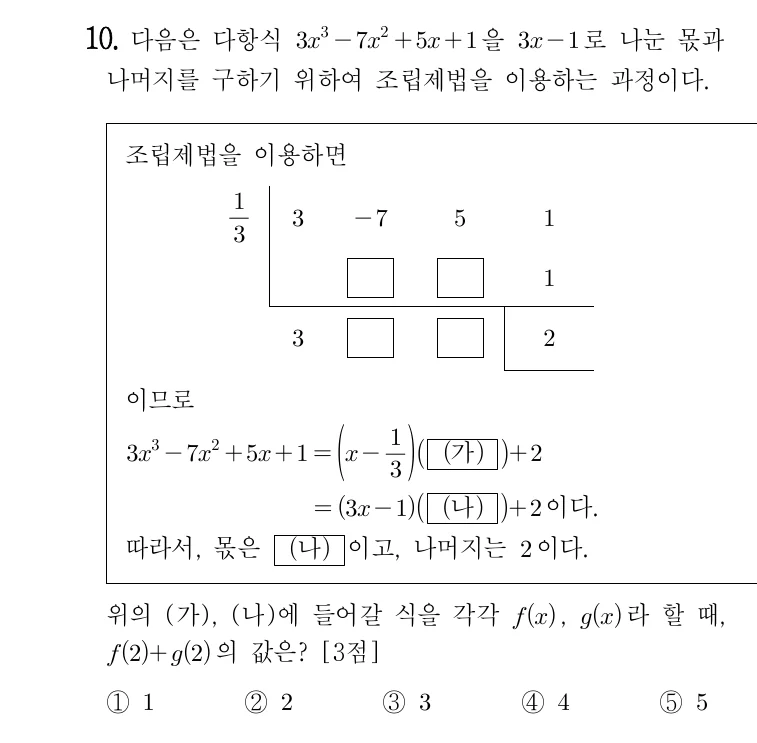 10. 다음은 다항식 3x³-7x²+5x+1을 3x-1로 나눈 몫과
나머지를 구하기 위하여 조립제법을 이용하는 과정이다.
조립제법을 이용하면
1/3 3 -7 5 1
1
3 2
이므로
3x³-7x²+5x+1=(x-1/3)( (가) )+2
=(3x-1)( (나) )+2이다.
따라서, 몫은 (나) 이고, 나머지는 2이다.
위의 (가), (나)에 들어갈 식을 각각 f(x), g(x)라 할 때,
f(2)+g(2)의 값은? [3점]
① 1 ② 2 ③ 3 ④ 4 ⑤ 5